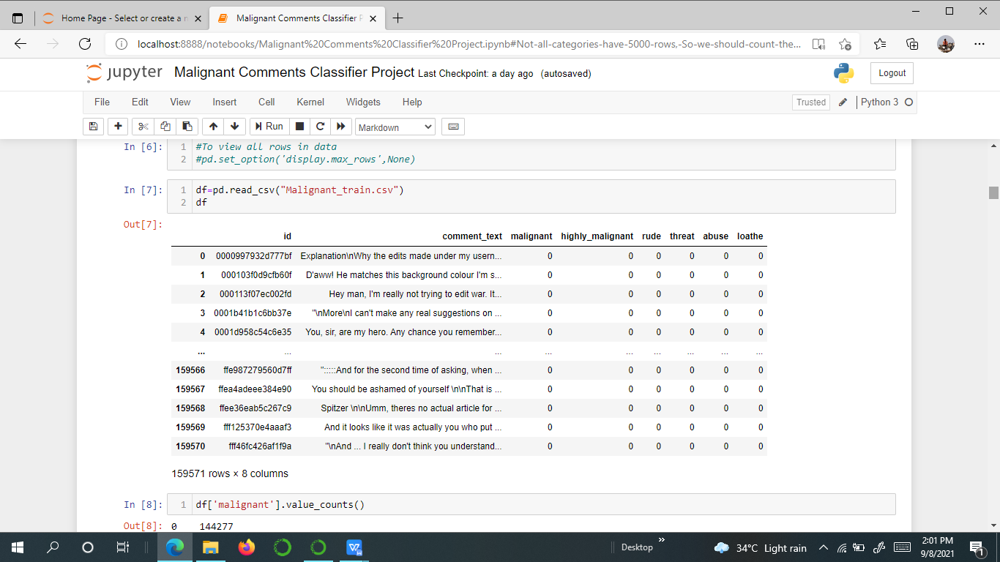 Home Page - Select or create a n
Malignant Comments Classifier P
localhost:8888/notebooks/Malignant%20Comments%20Classifier%20Project.ipynb#Not-all-categories-have-5000-rows,-So-we-should-count-the...
jupyter Malignant Comments Classifier Project Last Checkpoint: a day ago (autosaved)
Logout
File Edit View Insert Cell Kernel Widgets Help
Trusted Python 3
Run Markdown
In [6]: 1 #To view all rows in data
2 #pd.set_option('display.max_rows',None)
In [7]: 1 df=pd.read_csv("Malignant_train.csv")
2 df
Out[7]:
id comment_text malignant highly_malignant rude threat abuse loathe
0 0000997932d777bf Explanation\nWhy the edits made under my usern... 0 0 0 0 0 0
1 000103f0d9cfb60f D'aww! He matches this background colour I'm s... 0 0 0 0 0 0
2 000113f07ec002fd Hey man, I'm really not trying to edit war. It... 0 0 0 0 0 0
3 0001b41b1c6bb37e "\nMore\nI can't make any real suggestions on ... 0 0 0 0 0 0
4 0001d958c54c6e35 You, sir, are my hero. Any chance you remember... 0 0 0 0 0 0
... ... ... ... ... ... ... ... ...
159566 ffe987279560d7ff ":::::And for the second time of asking, when ... 0 0 0 0 0 0
159567 ffea4adeee384e90 You should be ashamed of yourself \n\nThat is ... 0 0 0 0 0 0
159568 ffee36eab5c267c9 Spitzer \n\nUmm, theres no actual article for ... 0 0 0 0 0 0
159569 fff125370e4aaaf3 And it looks like it was actually you who put ... 0 0 0 0 0 0
159570 fff46fc426af1f9a "\nAnd ... I really don't think you understand... 0 0 0 0 0 0
159571 rows × 8 columns
In [8]: 1 df['malignant'].value_counts()
Out[8]: 0 144277
Desktop 34°C Light rain 2:01 PM
9/8/2021
1